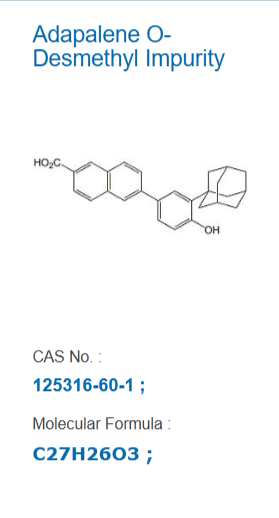 Adapalene O-
Desmethyl Impurity
HO₂C
OH
CAS No. :
125316-60-1 ;
Molecular Formula :
C27H26O3 ;